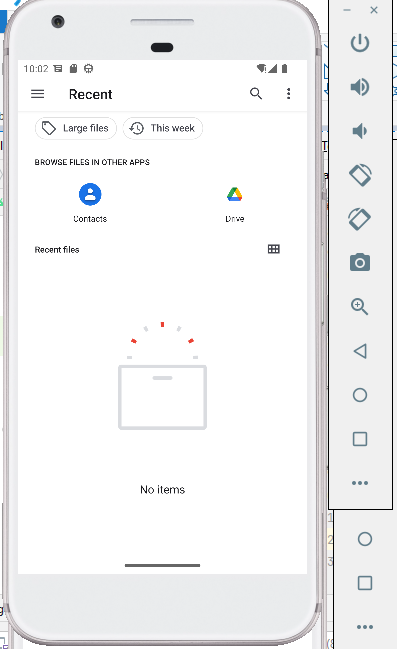 10:02
Recent
Large files
This week
BROWSE FILES IN OTHER APPS
Contacts
Drive
Recent files
No items